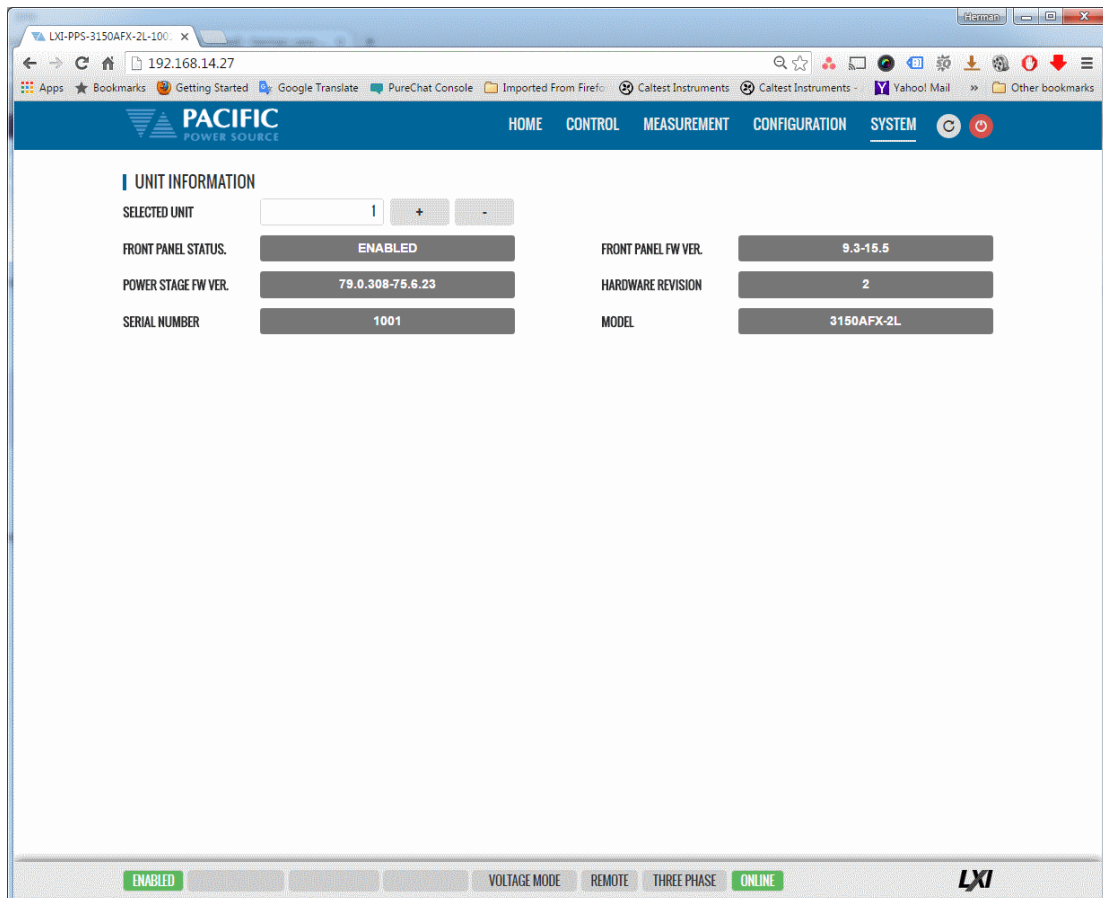 Herman
LXI-PPS-3150AFX-2L-100
192.168.14.27
Apps Bookmarks Getting Started Google Translate PureChat Console Imported From Firefo Caltest Instruments Caltest Instruments - Yahoo! Mail » Other bookmarks
PACIFIC
POWER SOURCE
HOME CONTROL MEASUREMENT CONFIGURATION SYSTEM
UNIT INFORMATION
SELECTED UNIT 1 + -
FRONT PANEL STATUS. ENABLED FRONT PANEL FW VER. 9.3-15.5
POWER STAGE FW VER. 79.0.308-75.6.23 HARDWARE REVISION 2
SERIAL NUMBER 1001 MODEL 3150AFX-2L
ENABLED VOLTAGE MODE REMOTE THREE PHASE ONLINE LXI